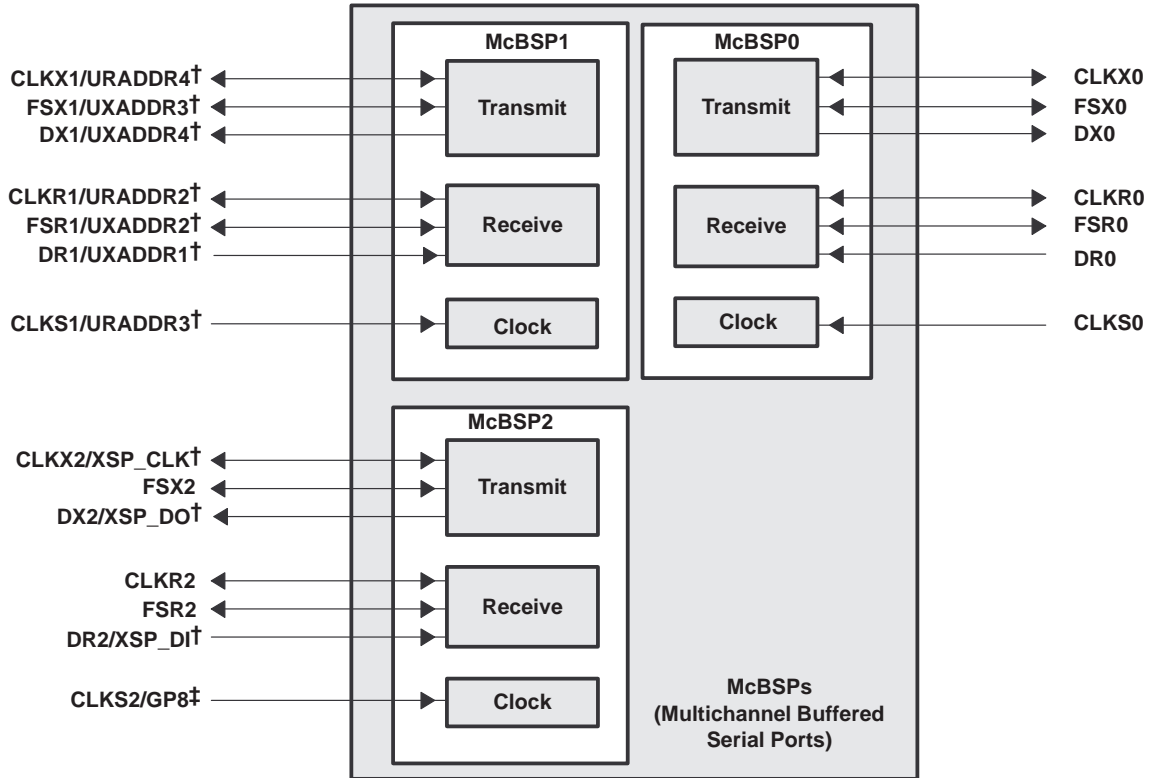 McBSP1
CLKX1/URADDR4†
FSX1/UXADDR3†
DX1/UXADDR4†
Transmit
CLKR1/URADDR2†
FSR1/UXADDR2†
DR1/UXADDR1†
Receive
CLKS1/URADDR3†
Clock
McBSP0
Transmit
CLKX0
FSX0
DX0
Receive
CLKR0
FSR0
DR0
Clock
CLKS0
McBSP2
CLKX2/XSP_CLK†
FSX2
DX2/XSP_DO†
Transmit
CLKR2
FSR2
DR2/XSP_DI†
Receive
CLKS2/GP8‡
Clock
McBSPs
(Multichannel Buffered
Serial Ports)